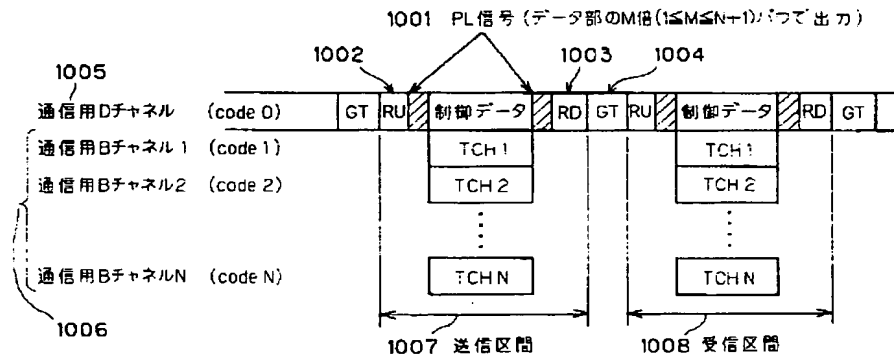 1001 PL信号(データ部のM倍(1≦M≦N+1)パワで出力)
1002 1003 1004
1005
通信用Dチャネル (code 0) GT RU 制御データ RD GT RU 制御データ RD GT
通信用Bチャネル1 (code 1) TCH 1 TCH 1
通信用Bチャネル2 (code 2) TCH 2 TCH 2
通信用BチャネルN (code N) TCH N TCH N
1006
1007 送信区間 1008 受信区間